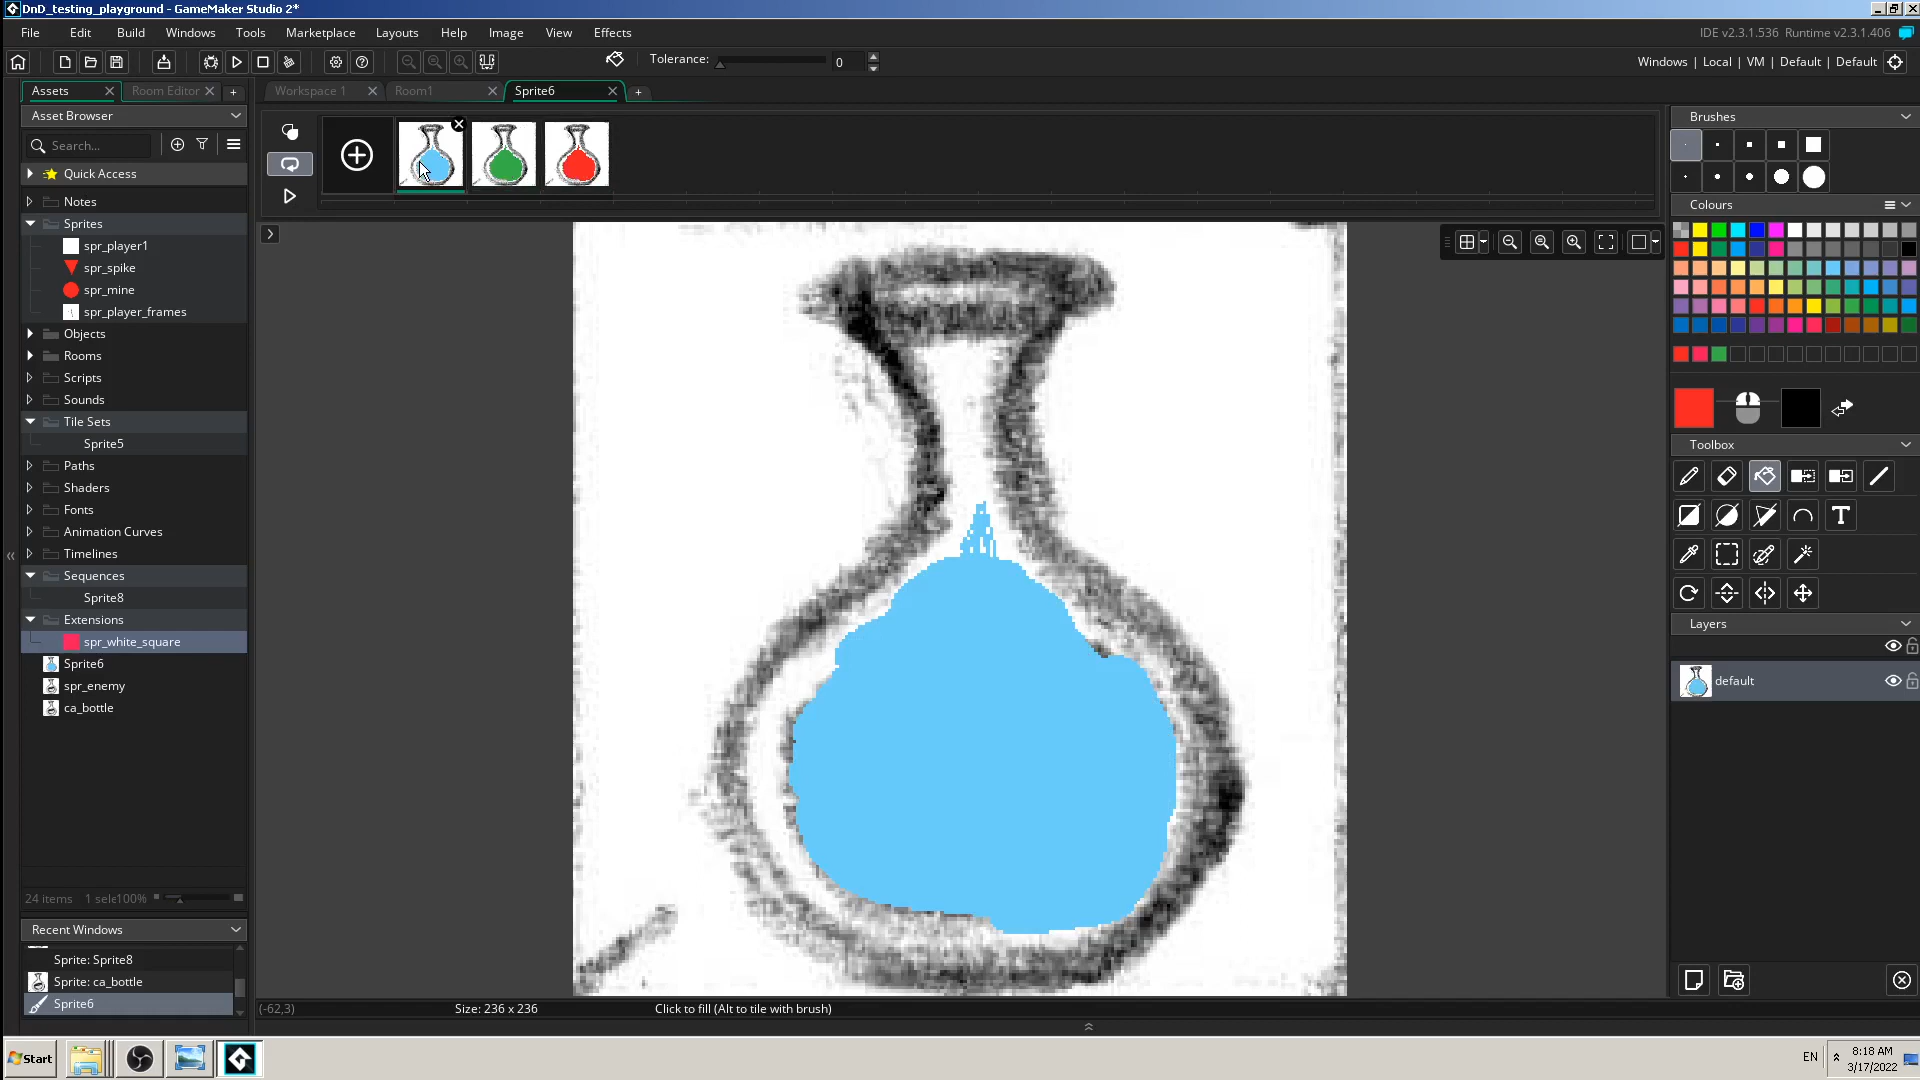 DnD_testing_playground - GameMaker Studio 2*
File Edit Build Windows Tools Marketplace Layouts Help Image View Effects
IDE v2.3.1.536 Runtime v2.3.1.406
Tolerance: 0
Windows | Local | VM | Default | Default
Assets Room Editor
Workspace 1 Room1 Sprite6
Asset Browser
Search...
Quick Access
Notes
Sprites
spr_player1
spr_spike
spr_mine
spr_player_frames
Objects
Rooms
Scripts
Sounds
Tile Sets
Sprite5
Paths
Shaders
Fonts
Animation Curves
Timelines
Sequences
Sprite8
Extensions
spr_white_square
Sprite6
spr_enemy
ca_bottle
24 items 1 sele100%
Recent Windows
Sprite: Sprite8
Sprite: ca_bottle
Sprite6
Brushes
Colours
Toolbox
T
Layers
default
(-62,3) Size: 236 x 236 Click to fill (Alt to tile with brush)
Start
EN
8:18 AM
3/17/2022